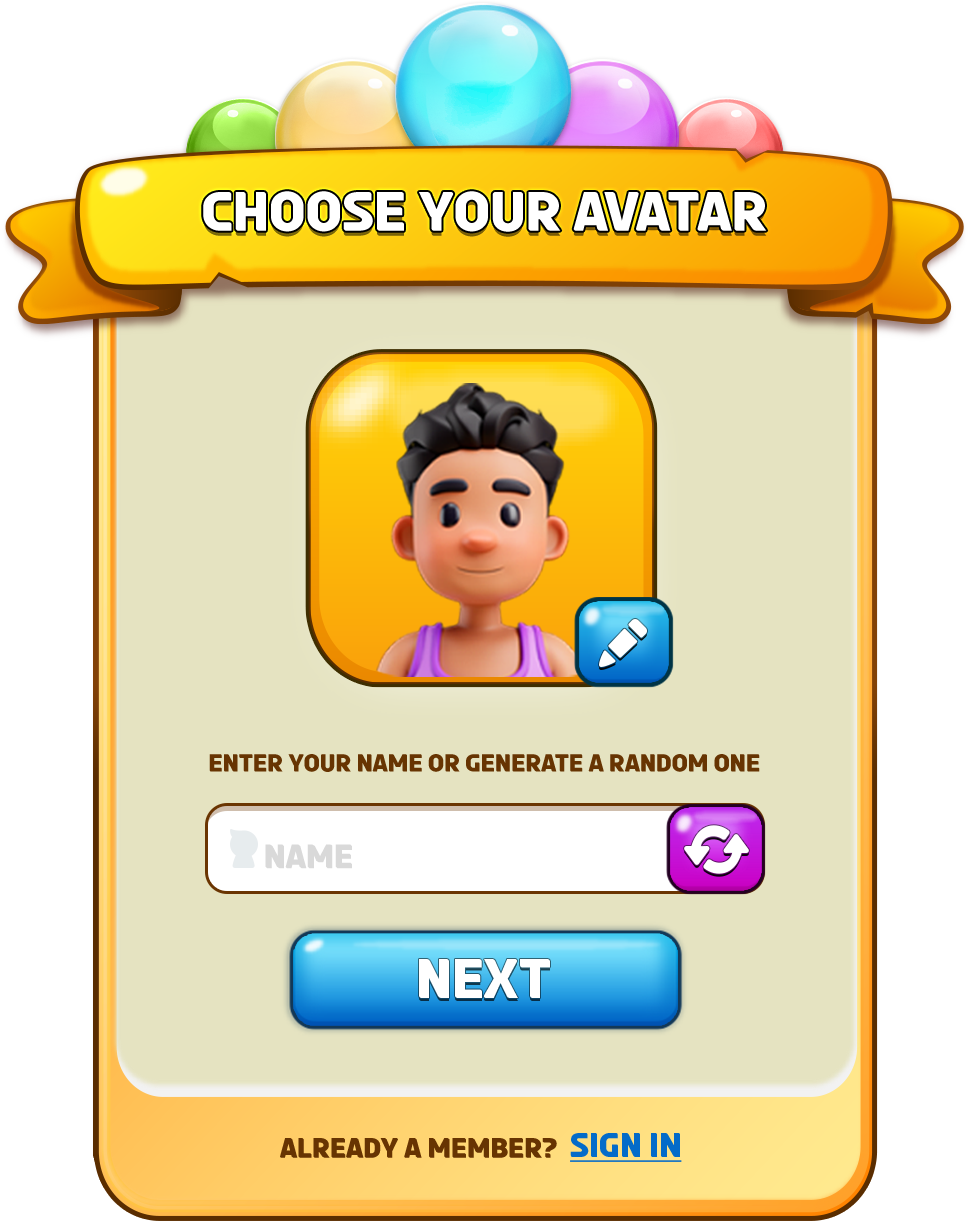 CHOOSE YOUR AVATAR
ENTER YOUR NAME OR GENERATE A RANDOM ONE
NAME
NEXT
ALREADY A MEMBER? SIGN IN